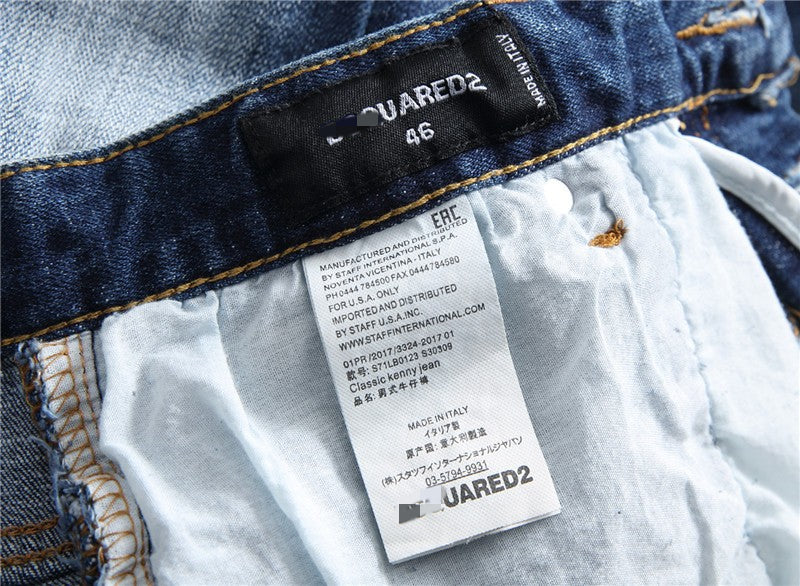 SQUARED2
46
MADE IN ITALY
EAC
MANUFACTURED AND DISTRIBUTED
BY STAFF INTERNATIONAL S.P.A.
NOVENTA VICENTINA - ITALY
PH 0444 784500 FAX 0444784580
FOR U.S.A. ONLY
IMPORTED AND DISTRIBUTED
BY STAFF U.S.A.INC.
WWW.STAFFINTERNATIONAL.COM
01PR /2017/3324-2017 01
款号: S71LB0123 S30309
Classic kenny jean
品名: 男式牛仔裤
MADE IN ITALY
イタリア製
原产国: 意大利製造
(株)スタッフインターナショナルジャパン
03-5794-9931
SQUARED2